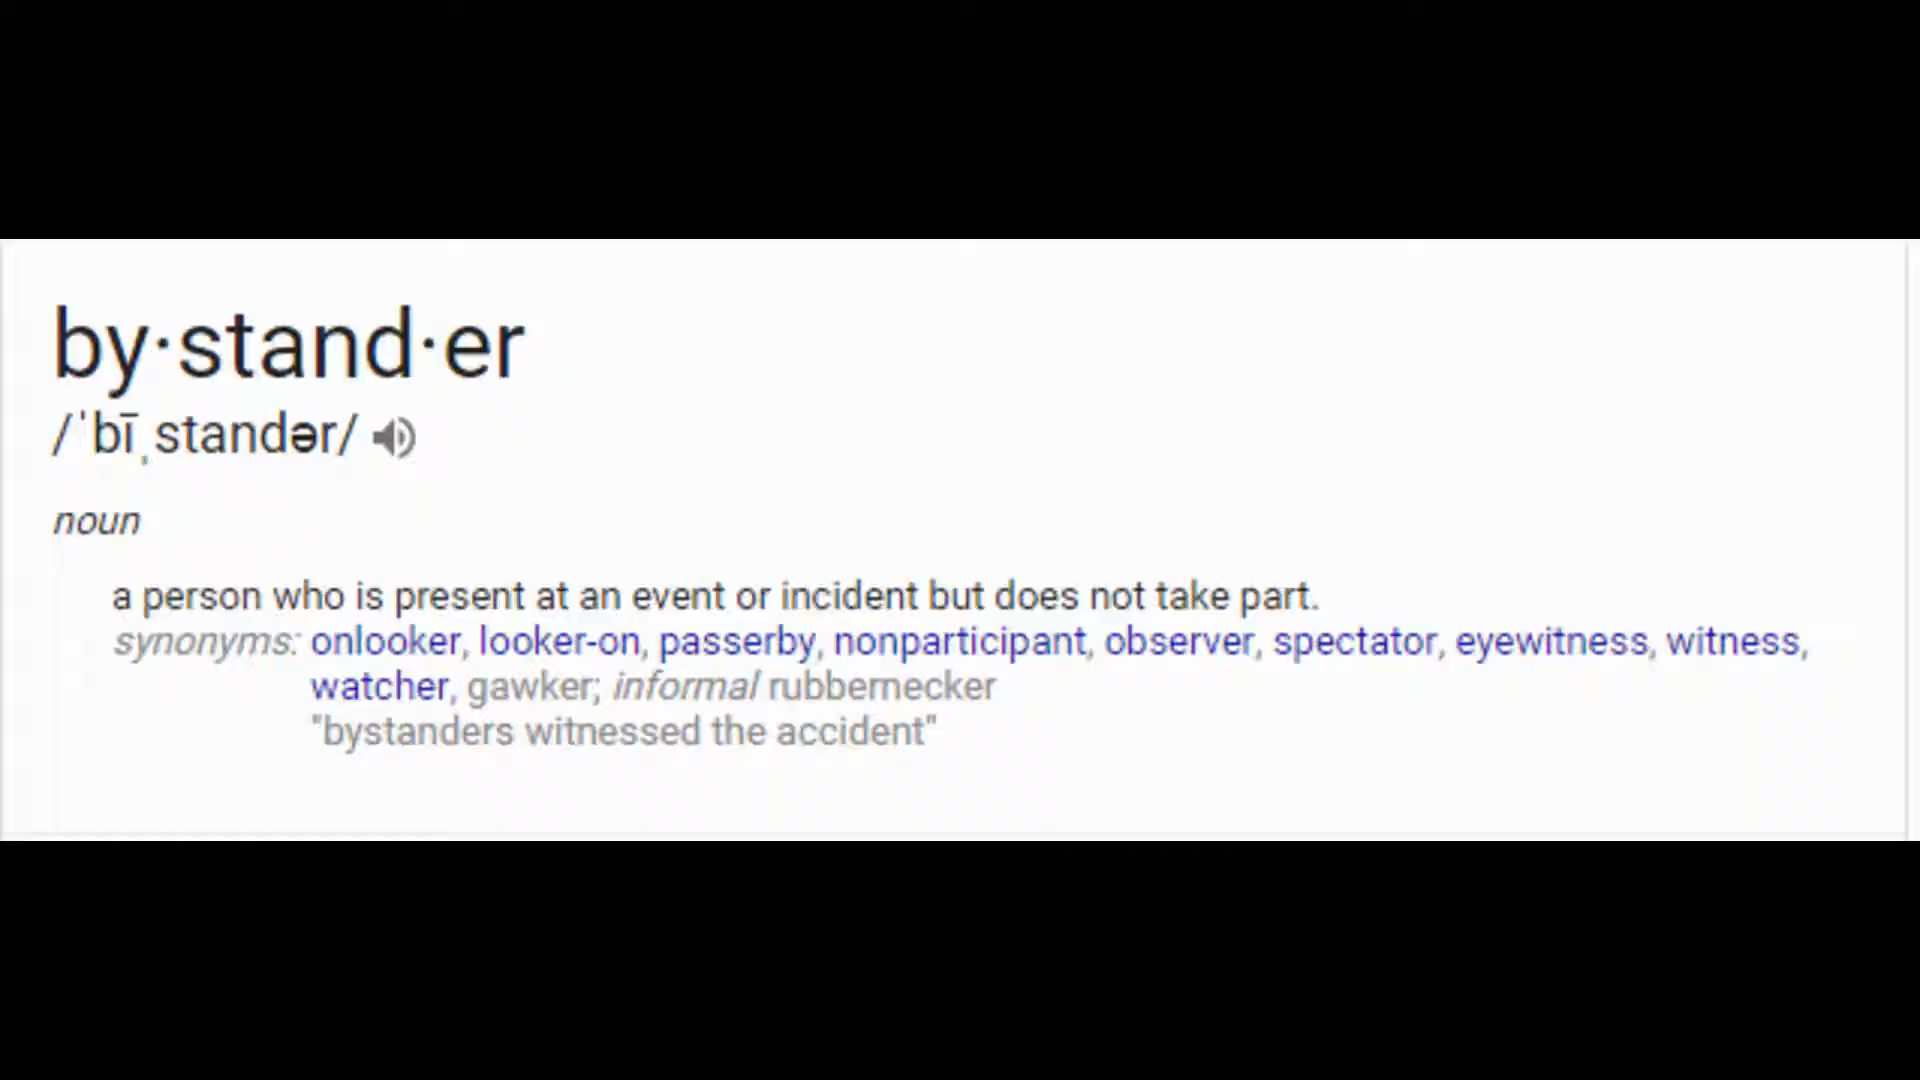 by·stand·er
/ˈbīˌstandər/
noun
a person who is present at an event or incident but does not take part.
synonyms: onlooker, looker-on, passerby, nonparticipant, observer, spectator, eyewitness, witness,
watcher, gawker; informal rubbernecker
"bystanders witnessed the accident"